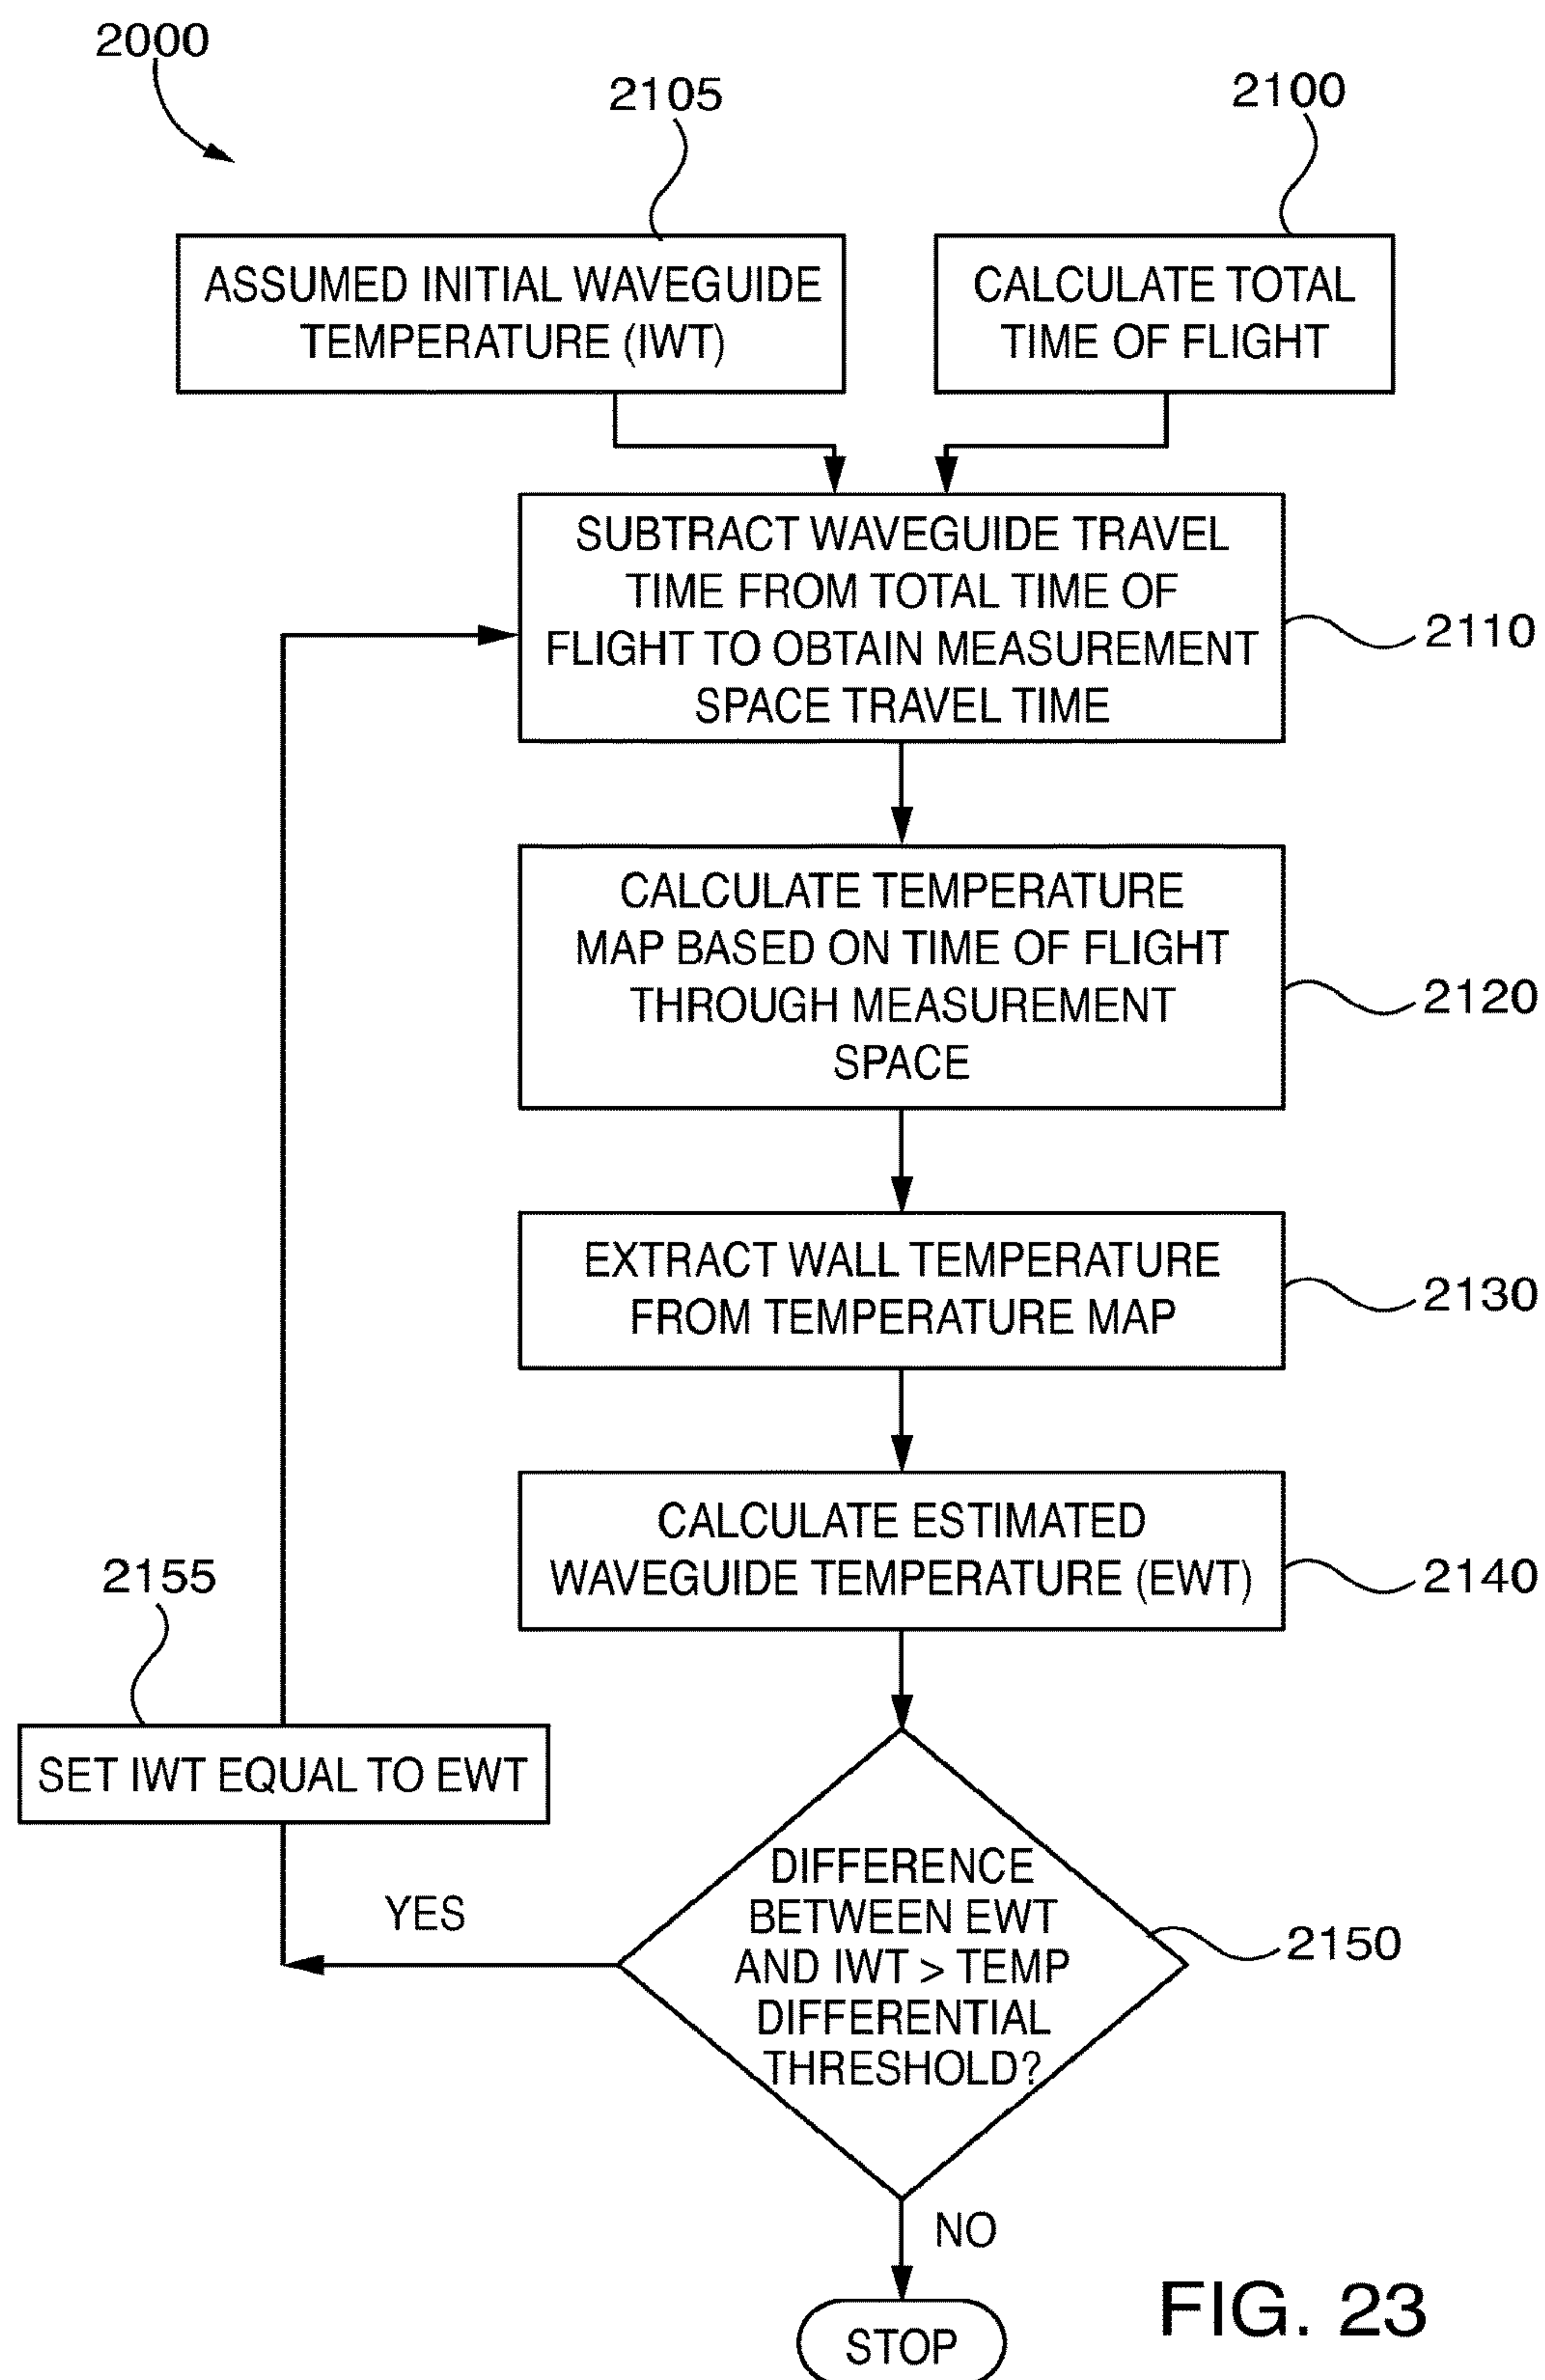 2000
2105
2100
ASSUMED INITIAL WAVEGUIDE
TEMPERATURE (IWT)
CALCULATE TOTAL
TIME OF FLIGHT
SUBTRACT WAVEGUIDE TRAVEL
TIME FROM TOTAL TIME OF
FLIGHT TO OBTAIN MEASUREMENT
SPACE TRAVEL TIME
2110
CALCULATE TEMPERATURE
MAP BASED ON TIME OF FLIGHT
THROUGH MEASUREMENT
SPACE
2120
EXTRACT WALL TEMPERATURE
FROM TEMPERATURE MAP
2130
CALCULATE ESTIMATED
WAVEGUIDE TEMPERATURE (EWT)
2140
2155
SET IWT EQUAL TO EWT
YES
DIFFERENCE
BETWEEN EWT
AND IWT > TEMP
DIFFERENTIAL
THRESHOLD?
2150
NO
STOP
FIG. 23